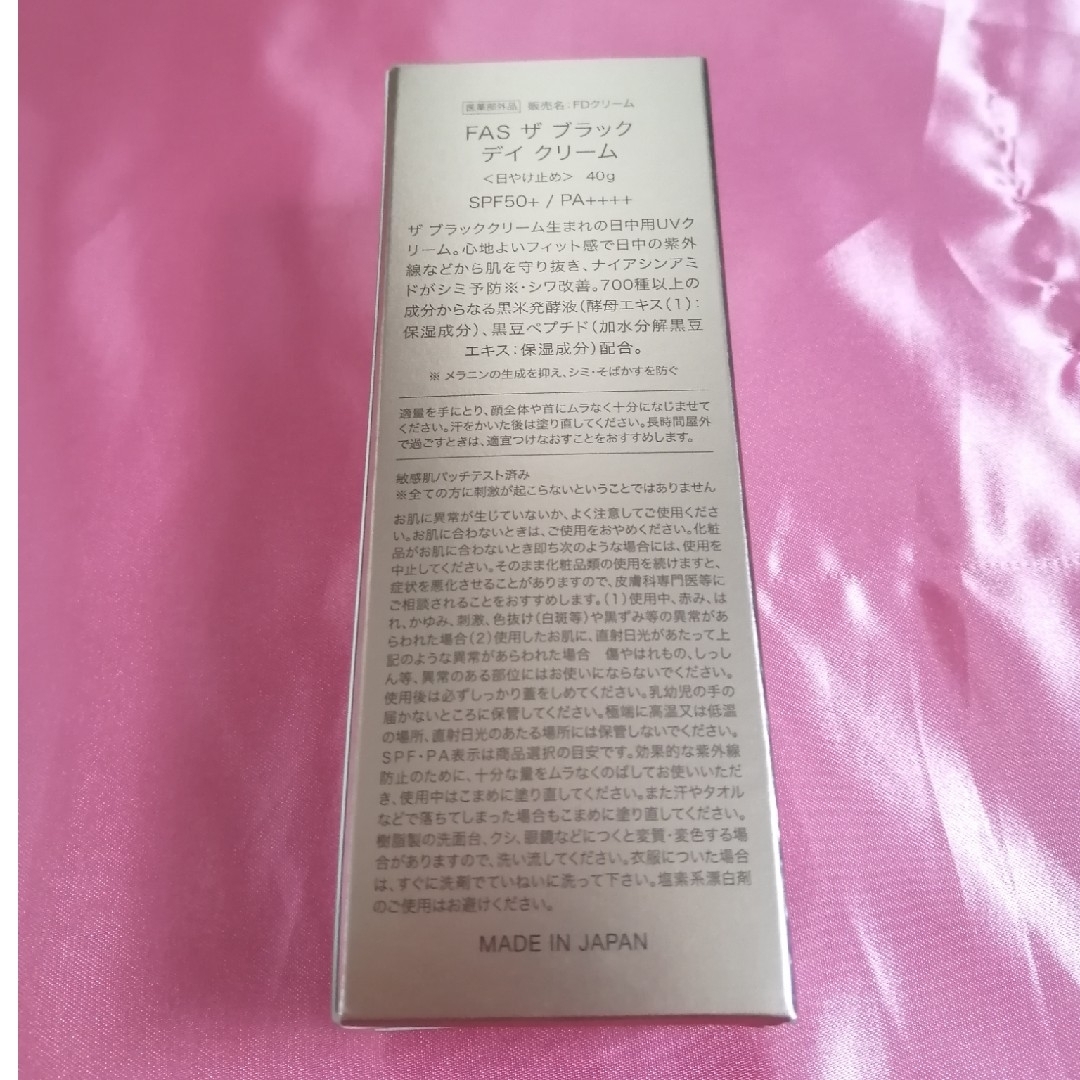 医薬部外品 販売名:FDクリーム
FAS ザ ブラック
デイ クリーム
<日やけ止め> 40g
SPF50+ / PA++++
ザ ブラッククリーム生まれの日中用UVク
リーム。心地よいフィット感で日中の紫外
線などから肌を守り抜き、ナイアシンアミ
ドがシミ予防※・シワ改善。700種以上の
成分からなる黒米発酵液(酵母エキス(1):
保湿成分)、黒豆ペプチド(加水分解黒豆
エキス:保湿成分)配合。
※ メラニンの生成を抑え、シミ・そばかすを防ぐ
適量を手にとり、顔全体や首にムラなく十分になじませて
ください。汗をかいた後は塗り直してください。長時間屋外
で過ごすときは、適宜つけなおすことをおすすめします。
敏感肌パッチテスト済み
※全ての方に刺激が起こらないということではありません
お肌に異常が生じていないか、よく注意してご使用くださ
い。お肌に合わないときは、ご使用をおやめください。化粧
品がお肌に合わないとき即ち次のような場合には、使用を
中止してください。そのまま化粧品類の使用を続けますと、
症状を悪化させることがありますので、皮膚科専門医等に
ご相談されることをおすすめします。(1)使用中、赤み、は
れ、かゆみ、刺激、色抜け(白斑等)や黒ずみ等の異常があ
らわれた場合(2)使用したお肌に、直射日光があたって上
記のような異常があらわれた場合 傷やはれもの、しっし
ん等、異常のある部位にはお使いにならないでください。
使用後は必ずしっかり蓋をしめてください。乳幼児の手の
届かないところに保管してください。極端に高温又は低温
の場所、直射日光のあたる場所には保管しないでください。
SPF・PA表示は商品選択の目安です。効果的な紫外線
防止のために、十分な量をムラなくのばしてお使いいただ
き、使用中はこまめに塗り直してください。また汗やタオル
などで落ちてしまった場合もこまめに塗り直してください。
樹脂製の洗面台、クシ、眼鏡などにつくと変質・変色する場
合がありますので、洗い流してください。衣服についた場合
は、すぐに洗剤でていねいに洗って下さい。塩素系漂白剤
のご使用はお避けください。
MADE IN JAPAN